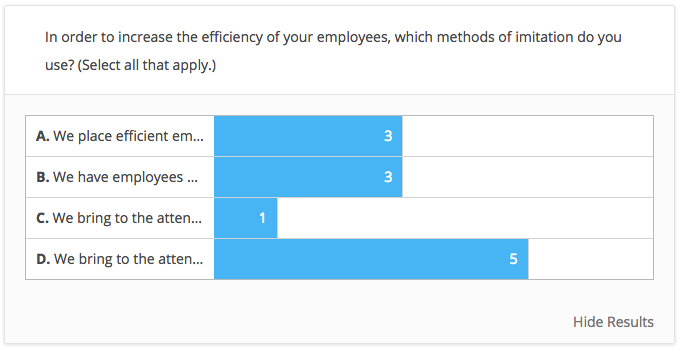 In order to increase the efficiency of your employees, which methods of imitation do you
use? (Select all that apply.)
A. We place efficient em... 3
B. We have employees ... 3
C. We bring to the atten... 1
D. We bring to the atten... 5
Hide Results